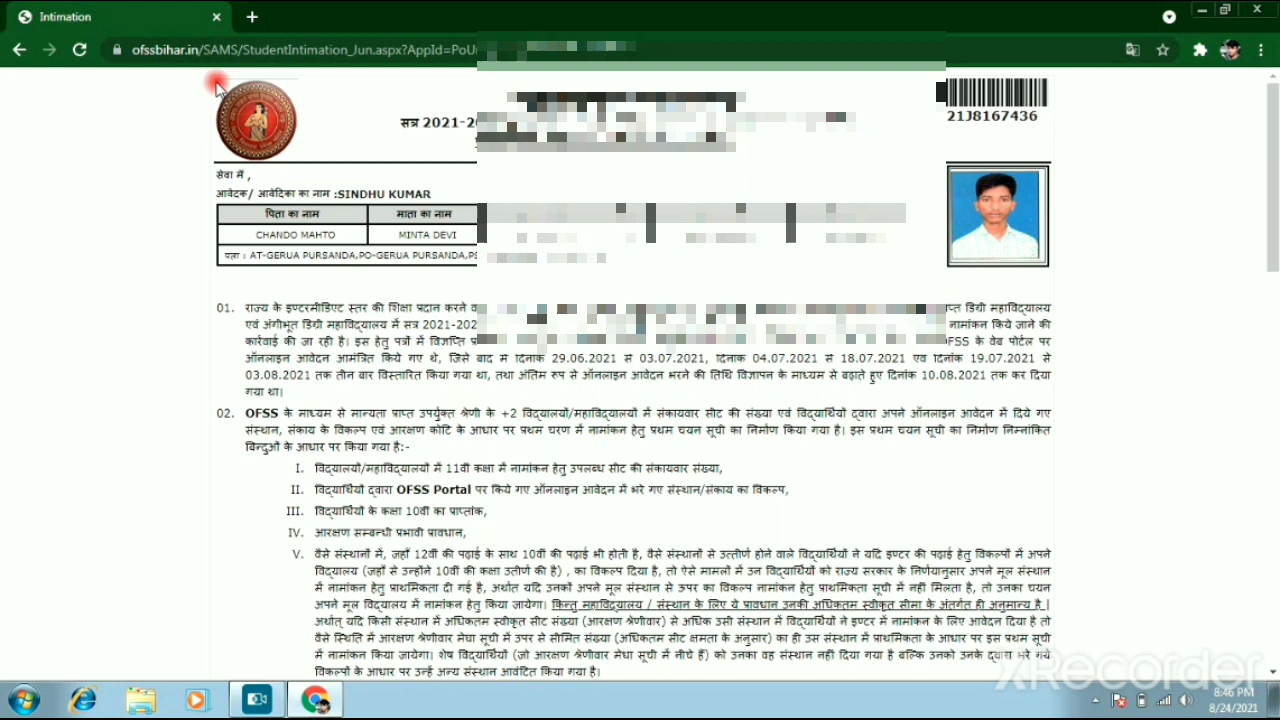 Intimation
ofssbihar.in/SAMS/StudentIntimation_Jun.aspx?AppId=PoU
सत्र 2021-20
21J8167436
सेवा में ,
आवेदक/ आवेदिका का नाम :SINDHU KUMAR
पिता का नाम माता का नाम
CHANDO MAHTO MINTA DEVI
पता : AT-GERUA PURSANDA,PO-GERUA PURSANDA,PS
01. राज्य के इण्टरमीडिएट स्तर की शिक्षा प्रदान करने प्त डिग्री महाविद्यालय
एवं अंगीभूत डिग्री महाविद्यालय में सत्र 2021-202 नामांकन किये जाने की
कार्रवाई की जा रही है। इस हेतु पत्रों में विज्ञप्ति FSS के वेब पोर्टल पर
ऑनलाइन आवेदन आमंत्रित किये गए थे, जिसे बाद में दिनांक 29.06.2021 से 03.07.2021, दिनांक 04.07.2021 से 18.07.2021 एवं दिनांक 19.07.2021 से
03.08.2021 तक तीन बार विस्तारित किया गया था, तथा अंतिम रुप से ऑनलाइन आवेदन भरने की तिथि विज्ञापन के माध्यम से बढ़ाते हुए दिनांक 10.08.2021 तक कर दिया
गया था।
02. OFSS के माध्यम से मान्यता प्राप्त उपर्युक्त श्रेणी के +2 विद्यालयों/महाविद्यालयों में संकायवार सीट की संख्या एवं विद्यार्थियों द्वारा अपने ऑनलाइन आवेदन में दिये गए
संस्थान, संकाय के विकल्प एवं आरक्षण कोटि के आधार पर प्रथम चरण में नामांकन हेतु प्रथम चयन सूची का निर्माण किया गया है। इस प्रथम चयन सूची का निर्माण निम्नांकित
बिन्दुओं के आधार पर किया गया है:-
I. विद्यालयों/महाविद्यालयों में 11वीं कक्षा में नामांकन हेतु उपलब्ध सीट की संकायवार संख्या,
II. विद्यार्थियों द्वारा OFSS Portal पर किये गए ऑनलाइन आवेदन में भरे गए संस्थान/संकाय का विकल्प,
III. विद्यार्थियों के कक्षा 10वीं का प्राप्तांक,
IV. आरक्षण सम्बन्धी प्रभावी प्रावधान,
V. वैसे संस्थानों में, जहाँ 12वीं की पढ़ाई के साथ 10वीं की पढ़ाई भी होती है, वैसे संस्थानों से उत्तीर्ण होने वाले विद्यार्थियों ने यदि इण्टर की पढ़ाई हेतु विकल्पों में अपने
विद्यालय (जहाँ से उन्होंने 10वीं की कक्षा उतीर्ण की है) , का विकल्प दिया है, तो ऐसे मामलों में उन विद्यार्थियों को राज्य सरकार के निर्णयानुसार अपने मूल संस्थान
में नामांकन हेतु प्राथमिकता दी गई है, अर्थात यदि उनकों अपने मूल संस्थान से ऊपर का विकल्प नामांकन हेतु प्राथमिकता सूची में नहीं मिलता है, तो उनका चयन
अपने मूल विद्यालय में नामांकन हेतु किया जायेगा। किन्तु महाविद्यालय / संस्थान के लिए ये प्रावधान उनकी अधिकतम स्वीकृत सीमा के अंतर्गत ही अनुमान्य है |
अर्थात् यदि किसी संस्थान में अधिकतम स्वीकृत सीट संख्या (आरक्षण श्रेणीवार) से अधिक उसी संस्थान में विद्यार्थियों ने इण्टर में नामांकन के लिए आवेदन दिया है तो
वैसे स्थिति में आरक्षण श्रेणीवार मेधा सूची में उपर से सीमित संख्या (अधिकतम सीट क्षमता के अनुसार) का ही उस संस्थान में प्राथमिकता के आधार पर इस प्रथम सूची
में नामांकन किया जायेगा। शेष विद्यार्थियों (जो आरक्षण श्रेणीवार मेधा सूची में नीचे हैं) को उनका वह संस्थान नहीं दिया गया है बल्कि उनको उनके द्वारा भरे गये
विकल्पों के आधार पर उन्हें अन्य संस्थान आवंटित किया गया है।
XRecorder
8:46 PM
8/24/2021